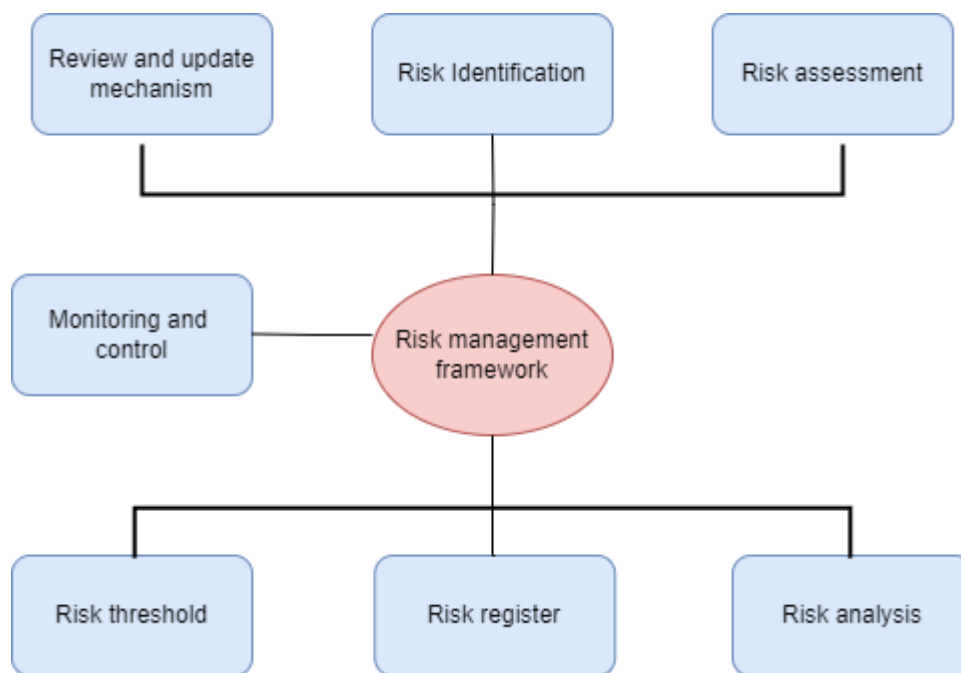 Review and update
mechanism
Risk Identification
Risk assessment
Monitoring and
control
Risk management
framework
Risk threshold
Risk register
Risk analysis